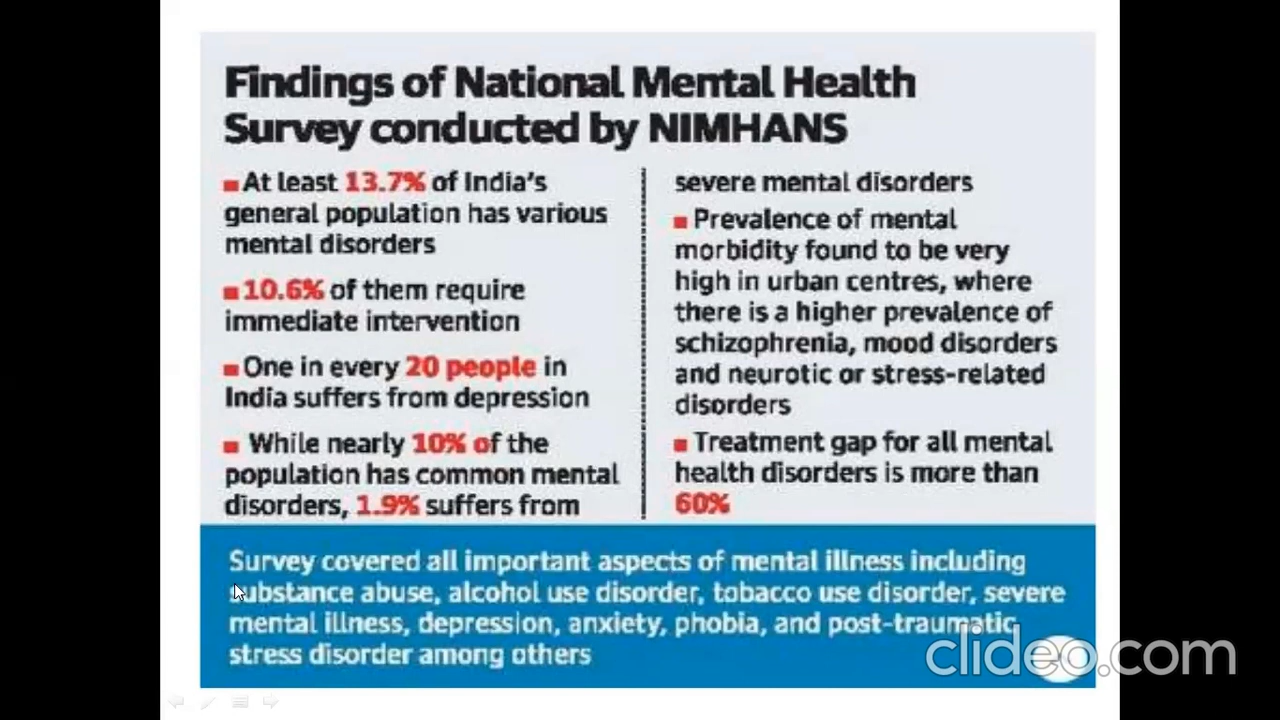 Findings of National Mental Health
Survey conducted by NIMHANS
At least 13.7% of India's
general population has various
mental disorders
10.6% of them require
immediate intervention
One in every 20 people in
India suffers from depression
While nearly 10% of the
population has common mental
disorders, 1.9% suffers from
severe mental disorders
Prevalence of mental
morbidity found to be very
high in urban centres, where
there is a higher prevalence of
schizophrenia, mood disorders
and neurotic or stress-related
disorders
Treatment gap for all mental
health disorders is more than
60%
Survey covered all important aspects of mental illness including
substance abuse, alcohol use disorder, tobacco use disorder, severe
mental illness, depression, anxiety, phobia, and post-traumatic
stress disorder among others
clideo.com